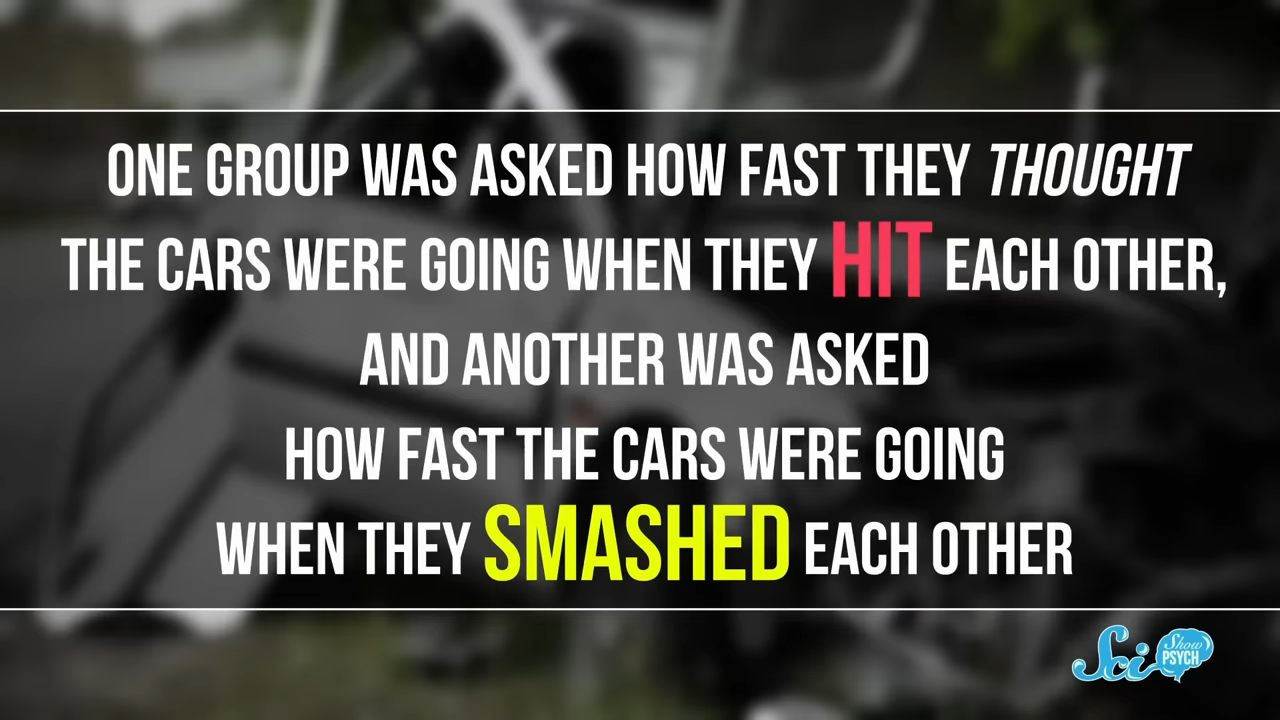 ONE GROUP WAS ASKED HOW FAST THEY THOUGHT
THE CARS WERE GOING WHEN THEY HIT EACH OTHER,
AND ANOTHER WAS ASKED
HOW FAST THE CARS WERE GOING
WHEN THEY SMASHED EACH OTHER
Sci Show
PSYCH